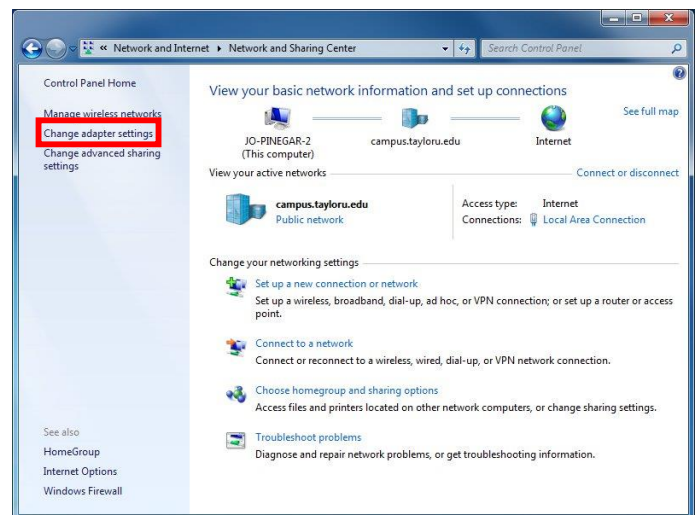 « Network and Internet ▸ Network and Sharing Center
Search Control Panel
Control Panel Home
Manage wireless networks
Change adapter settings
Change advanced sharing
settings
See also
HomeGroup
Internet Options
Windows Firewall
View your basic network information and set up connections
See full map
JO-PINEGAR-2
(This computer)
campus.tayloru.edu
Internet
View your active networks
Connect or disconnect
campus.tayloru.edu
Public network
Access type: Internet
Connections: Local Area Connection
Change your networking settings
Set up a new connection or network
Set up a wireless, broadband, dial-up, ad hoc, or VPN connection; or set up a router or access
point.
Connect to a network
Connect or reconnect to a wireless, wired, dial-up, or VPN network connection.
Choose homegroup and sharing options
Access files and printers located on other network computers, or change sharing settings.
Troubleshoot problems
Diagnose and repair network problems, or get troubleshooting information.